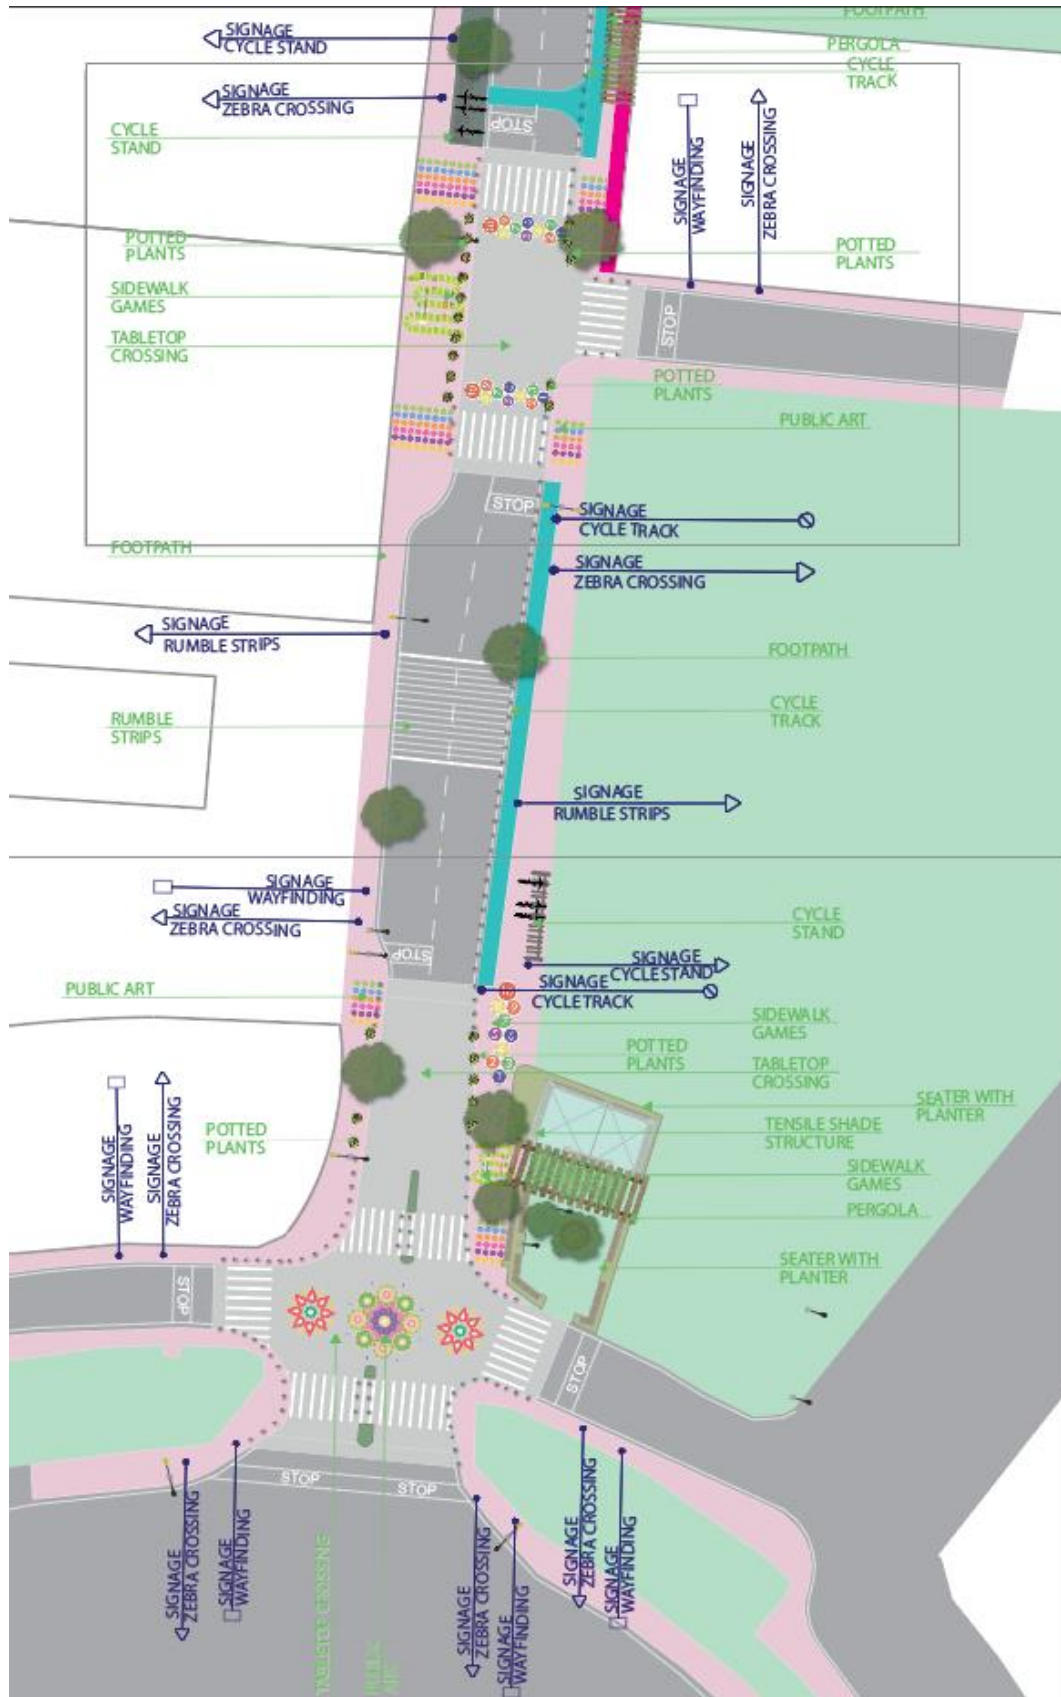 SIGNAGE
CYCLE STAND
FOOTPATH
PERGOLA
CYCLE
TRACK
SIGNAGE
ZEBRA CROSSING
CYCLE
STAND
STOP
SIGNAGE
WAYFINDING
SIGNAGE
ZEBRA CROSSING
POTTED
PLANTS
POTTED
PLANTS
SIDEWALK
GAMES
TABLETOP
CROSSING
STOP
POTTED
PLANTS
PUBLIC ART
STOP
SIGNAGE
CYCLE TRACK
FOOTPATH
SIGNAGE
ZEBRA CROSSING
SIGNAGE
RUMBLE STRIPS
FOOTPATH
RUMBLE
STRIPS
CYCLE
TRACK
SIGNAGE
RUMBLE STRIPS
SIGNAGE
WAYFINDING
SIGNAGE
ZEBRA CROSSING
CYCLE
STAND
STOP
SIGNAGE
CYCLE STAND
PUBLIC ART
SIGNAGE
CYCLE TRACK
SIDEWALK
GAMES
POTTED
PLANTS
TABLETOP
CROSSING
SEATER WITH
PLANTER
TENSILE SHADE
STRUCTURE
POTTED
PLANTS
SIGNAGE
WAYFINDING
SIGNAGE
ZEBRA CROSSING
SIDEWALK
GAMES
PERGOLA
SEATER WITH
PLANTER
STOP
STOP
STOP
STOP
SIGNAGE
ZEBRA CROSSING
SIGNAGE
WAYFINDING
TABLETOP CROSSING
PUBLIC
ART
SIGNAGE
ZEBRA CROSSING
SIGNAGE
WAYFINDING
SIGNAGE
ZEBRA CROSSING
SIGNAGE
WAYFINDING